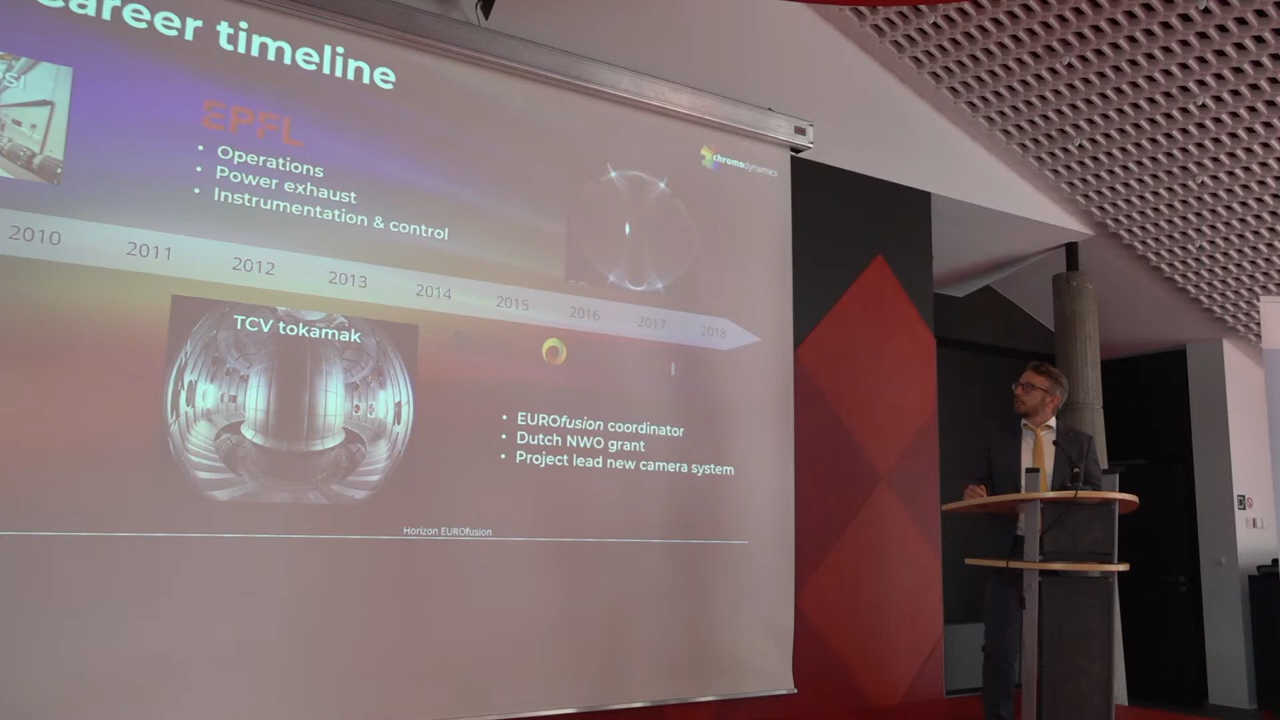 career timeline
PSI
EPFL
chromodynamics
• Operations
• Power exhaust
• Instrumentation & control
2010 2011 2012 2013 2014 2015 2016 2017 2018
TCV tokamak
• EUROfusion coordinator
• Dutch NWO grant
• Project lead new camera system
Horizon EUROfusion